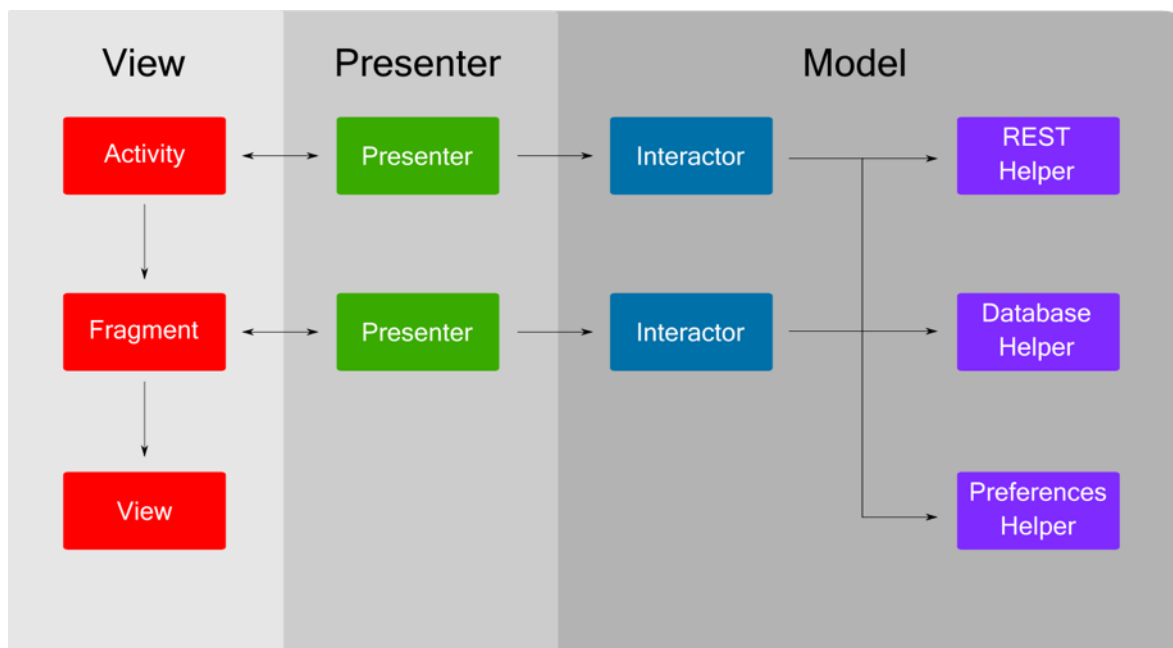 View
Presenter
Model
Activity
Presenter
Interactor
REST
Helper
Fragment
Presenter
Interactor
Database
Helper
View
Preferences
Helper